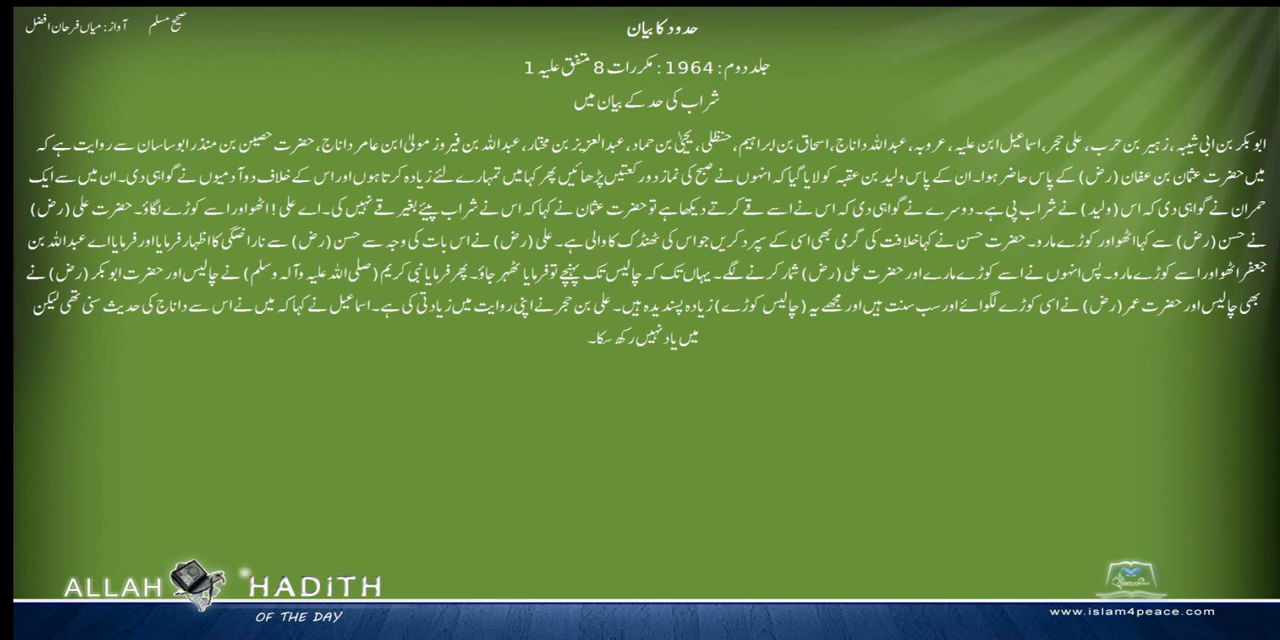 صحیح مسلم آواز: میاں فرحان افضل
حدود کا بیان
جلد دوم : 1964 : مکررات 8 متفق علیہ 1
شراب کی حد کے بیان میں
ابوبکر بن ابی شیبہ، زہیر بن حرب، علی حجر، اسماعیل ابن علیہ، عروبہ، عبداللہ داناج، اسحاق بن ابراہیم، حنظلی، یحییٰ بن حماد، عبدالعزیز بن مختار، عبداللہ بن فیروز مولیٰ ابن عامر داناج، حضرت حصین بن منذر ابوساسان سے روایت ہے کہ
میں حضرت عثمان بن عفان (رض) کے پاس حاضر ہوا۔ ان کے پاس ولید بن عقبہ کو لایا گیا کہ انہوں نے صبح کی نماز دو رکعتیں پڑھائیں پھر کہا میں تمہارے لئے زیادہ کرتا ہوں اور اس کے خلاف دو آدمیوں نے گواہی دی۔ ان میں سے ایک
حمران نے گواہی دی کہ اس (ولید) نے شراب پی ہے۔ دوسرے نے گواہی دی کہ اس نے اسے قے کرتے دیکھا ہے تو حضرت عثمان نے کہا کہ اس نے شراب پیئے بغیر قے نہیں کی۔ اے علی ! اٹھو اور اسے کوڑے لگاؤ۔ حضرت علی (رض)
نے حسن (رض) سے کہا اٹھو اور کوڑے مارو۔ حضرت حسن نے کہا خلافت کی گرمی بھی اسی کے سپرد کریں جو اس کی ٹھنڈک کا والی ہے۔ علی (رض) نے اس بات کی وجہ سے حسن (رض) سے ناراضگی کا اظہار فرمایا اور فرمایا اے عبداللہ بن
جعفر اٹھو اور اسے کوڑے مارو۔ پس انہوں نے اسے کوڑے مارے اور حضرت علی (رض) شمار کرنے لگے۔ یہاں تک کہ چالیس تک پہنچے تو فرمایا ٹھہر جاؤ۔ پھر فرمایا نبی کریم (صلی اللہ علیہ وآلہ وسلم) نے چالیس اور حضرت ابوبکر (رض) نے
بھی چالیس اور حضرت عمر (رض) نے اسی کوڑے لگوائے اور سب سنت ہیں اور مجھے یہ (چالیس کوڑے) زیادہ پسندیدہ ہیں۔ علی بن حجر نے اپنی روایت میں زیادتی کی ہے۔ اسماعیل نے کہا کہ میں نے اس سے داناج کی حدیث سنی تھی لیکن
میں یاد نہیں رکھ سکا۔
ALLAH HADITH
OF THE DAY
www.islam4peace.com